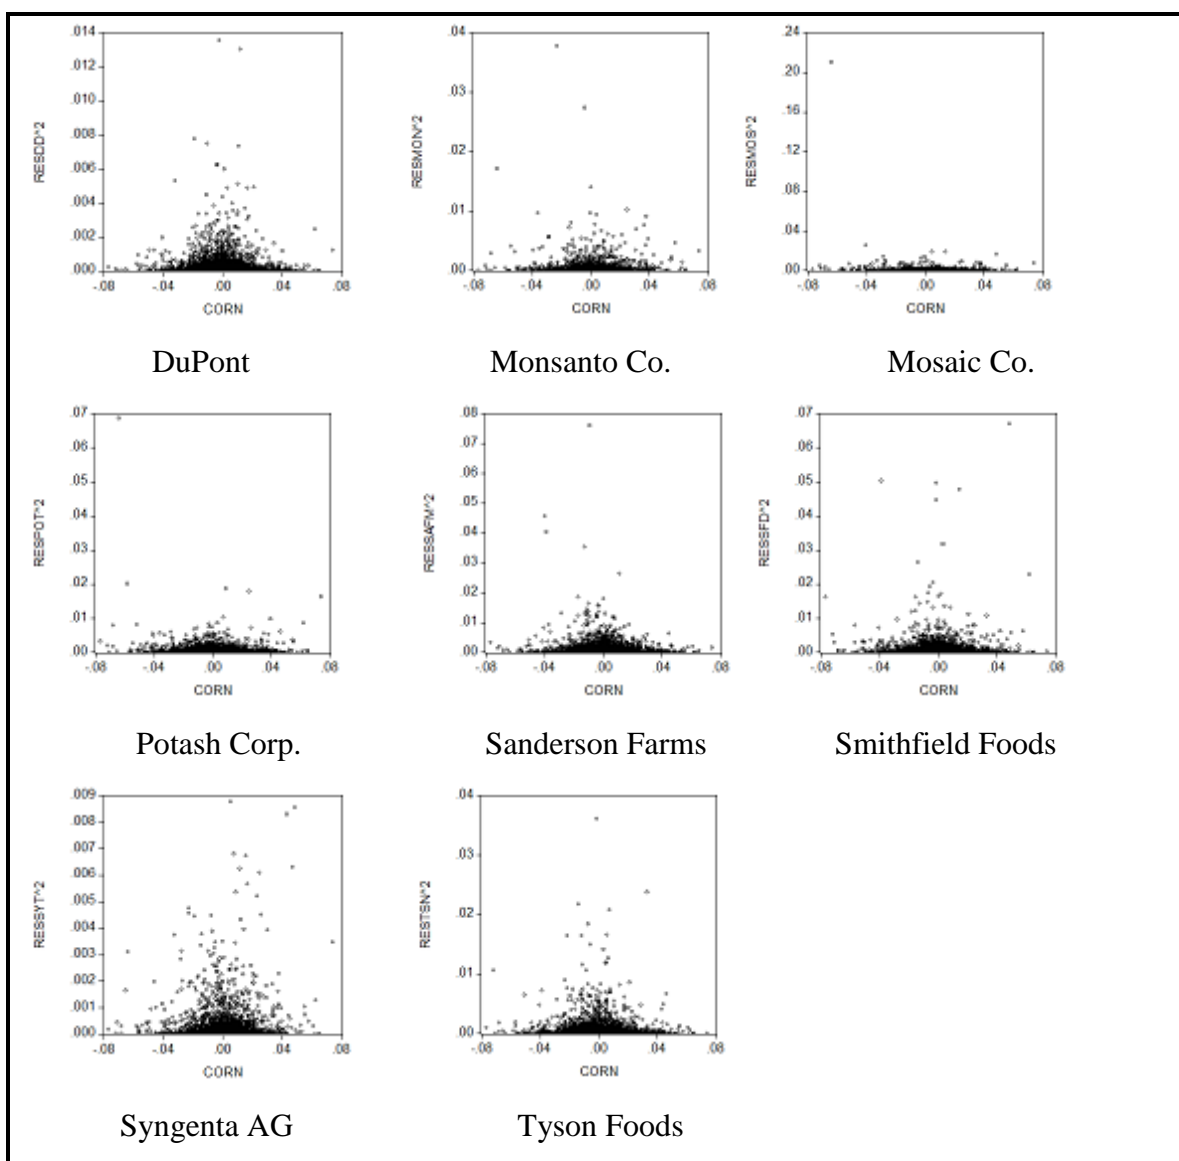 .014
.012
.010
.008
.006
.004
.002
.000
RESDD^2
-.08 -.04 .00 .04 .08
CORN
DuPont
.04
.03
.02
.01
.00
RESMON^2
-.08 -.04 .00 .04 .08
CORN
Monsanto Co.
.24
.20
.16
.12
.08
.04
.00
RESMOS^2
-.08 -.04 .00 .04 .08
CORN
Mosaic Co.
.07
.06
.05
.04
.03
.02
.01
.00
RESPOT^2
-.08 -.04 .00 .04 .08
CORN
Potash Corp.
.08
.07
.06
.05
.04
.03
.02
.01
.00
RESSAFM^2
-.08 -.04 .00 .04 .08
CORN
Sanderson Farms
.07
.06
.05
.04
.03
.02
.01
.00
RESSFD^2
-.08 -.04 .00 .04 .08
CORN
Smithfield Foods
.009
.008
.007
.006
.005
.004
.003
.002
.001
.000
RESSYT^2
-.08 -.04 .00 .04 .08
CORN
Syngenta AG
.04
.03
.02
.01
.00
RESTSN^2
-.08 -.04 .00 .04 .08
CORN
Tyson Foods